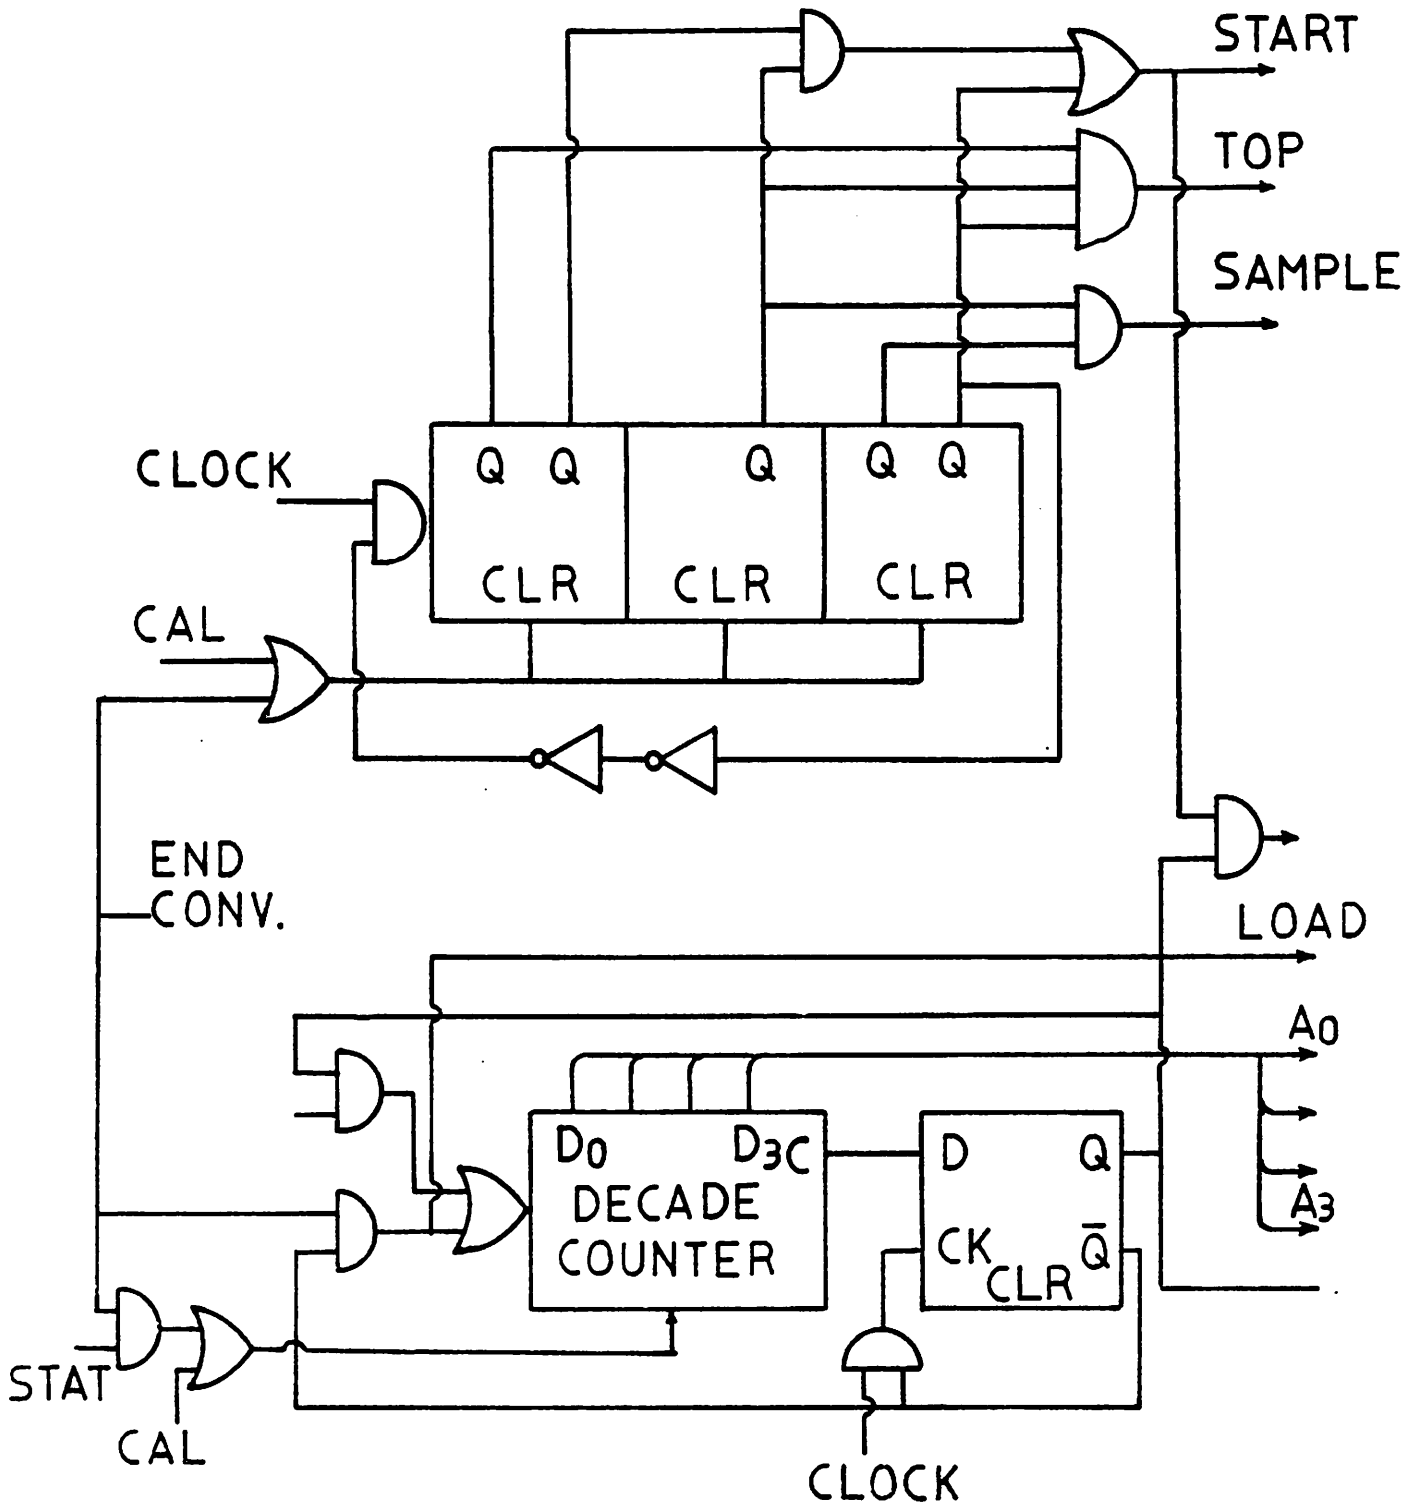 START
TOP
SAMPLE
CLOCK
Q Q Q Q Q
CLR CLR CLR
CAL
END
CONV.
LOAD
A0
D0 D3C
D Q
DECADE
A3
COUNTER
CK Q̅
CLR
STAT
CAL
CLOCK